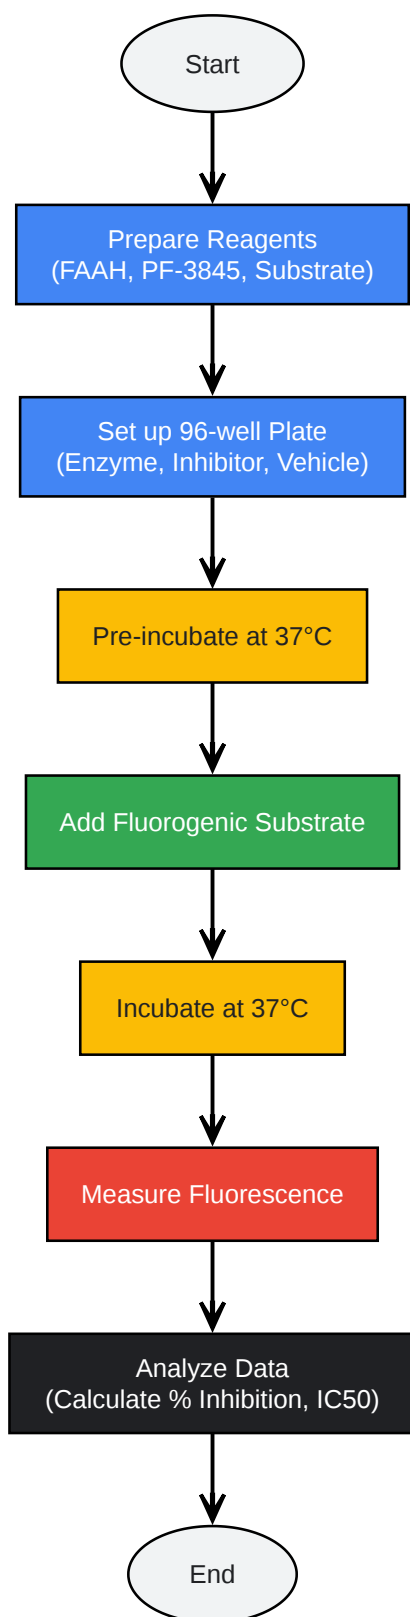 Start
Prepare Reagents
(FAAH, PF-3845, Substrate)
Set up 96-well Plate
(Enzyme, Inhibitor, Vehicle)
Pre-incubate at 37°C
Add Fluorogenic Substrate
Incubate at 37°C
Measure Fluorescence
Analyze Data
(Calculate % Inhibition, IC50)
End